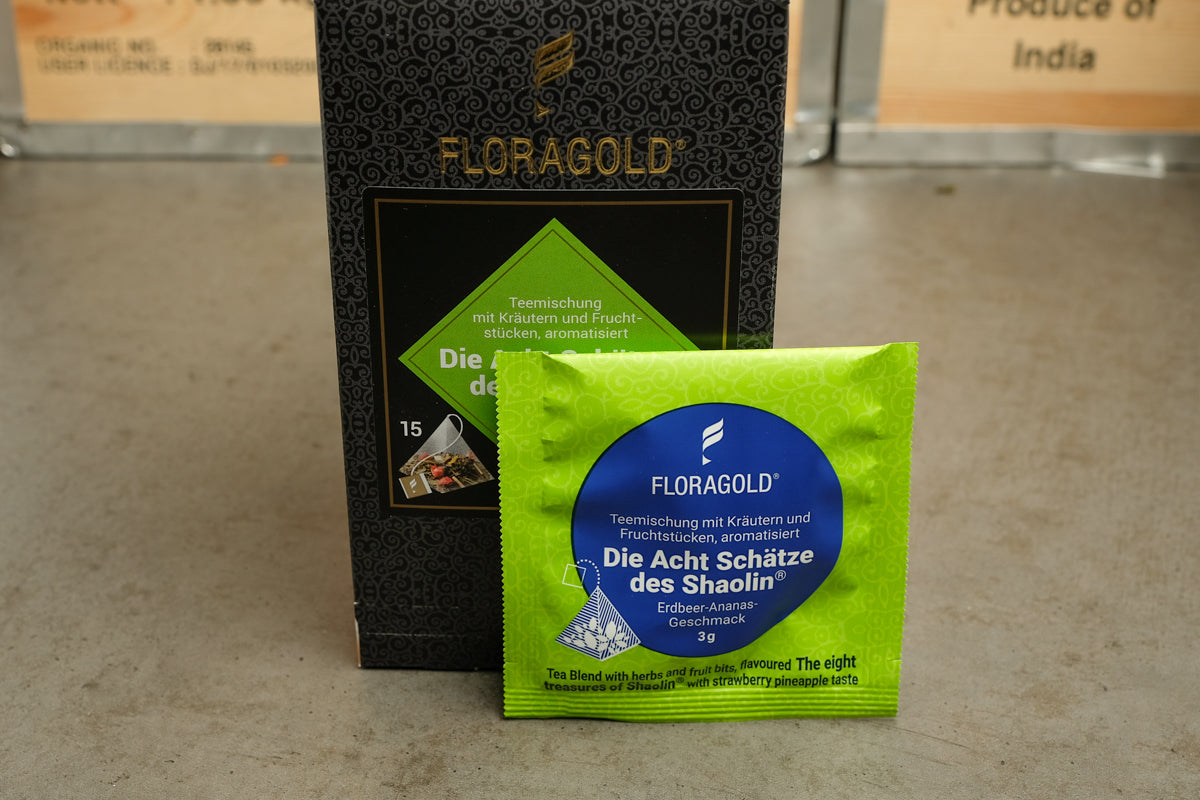 Produce of
India
ORGANIC NO.
USER LICENCE :
FLORAGOLD®
Teemischung
mit Kräutern und Frucht-
stücken, aromatisiert
Die
de
15
FLORAGOLD®
Teemischung mit Kräutern und
Fruchtstücken, aromatisiert
Die Acht Schätze
des Shaolin®
Erdbeer-Ananas-
Geschmack
3g
Tea Blend with herbs and fruit bits, flavoured The eight
treasures of Shaolin® with strawberry pineapple taste